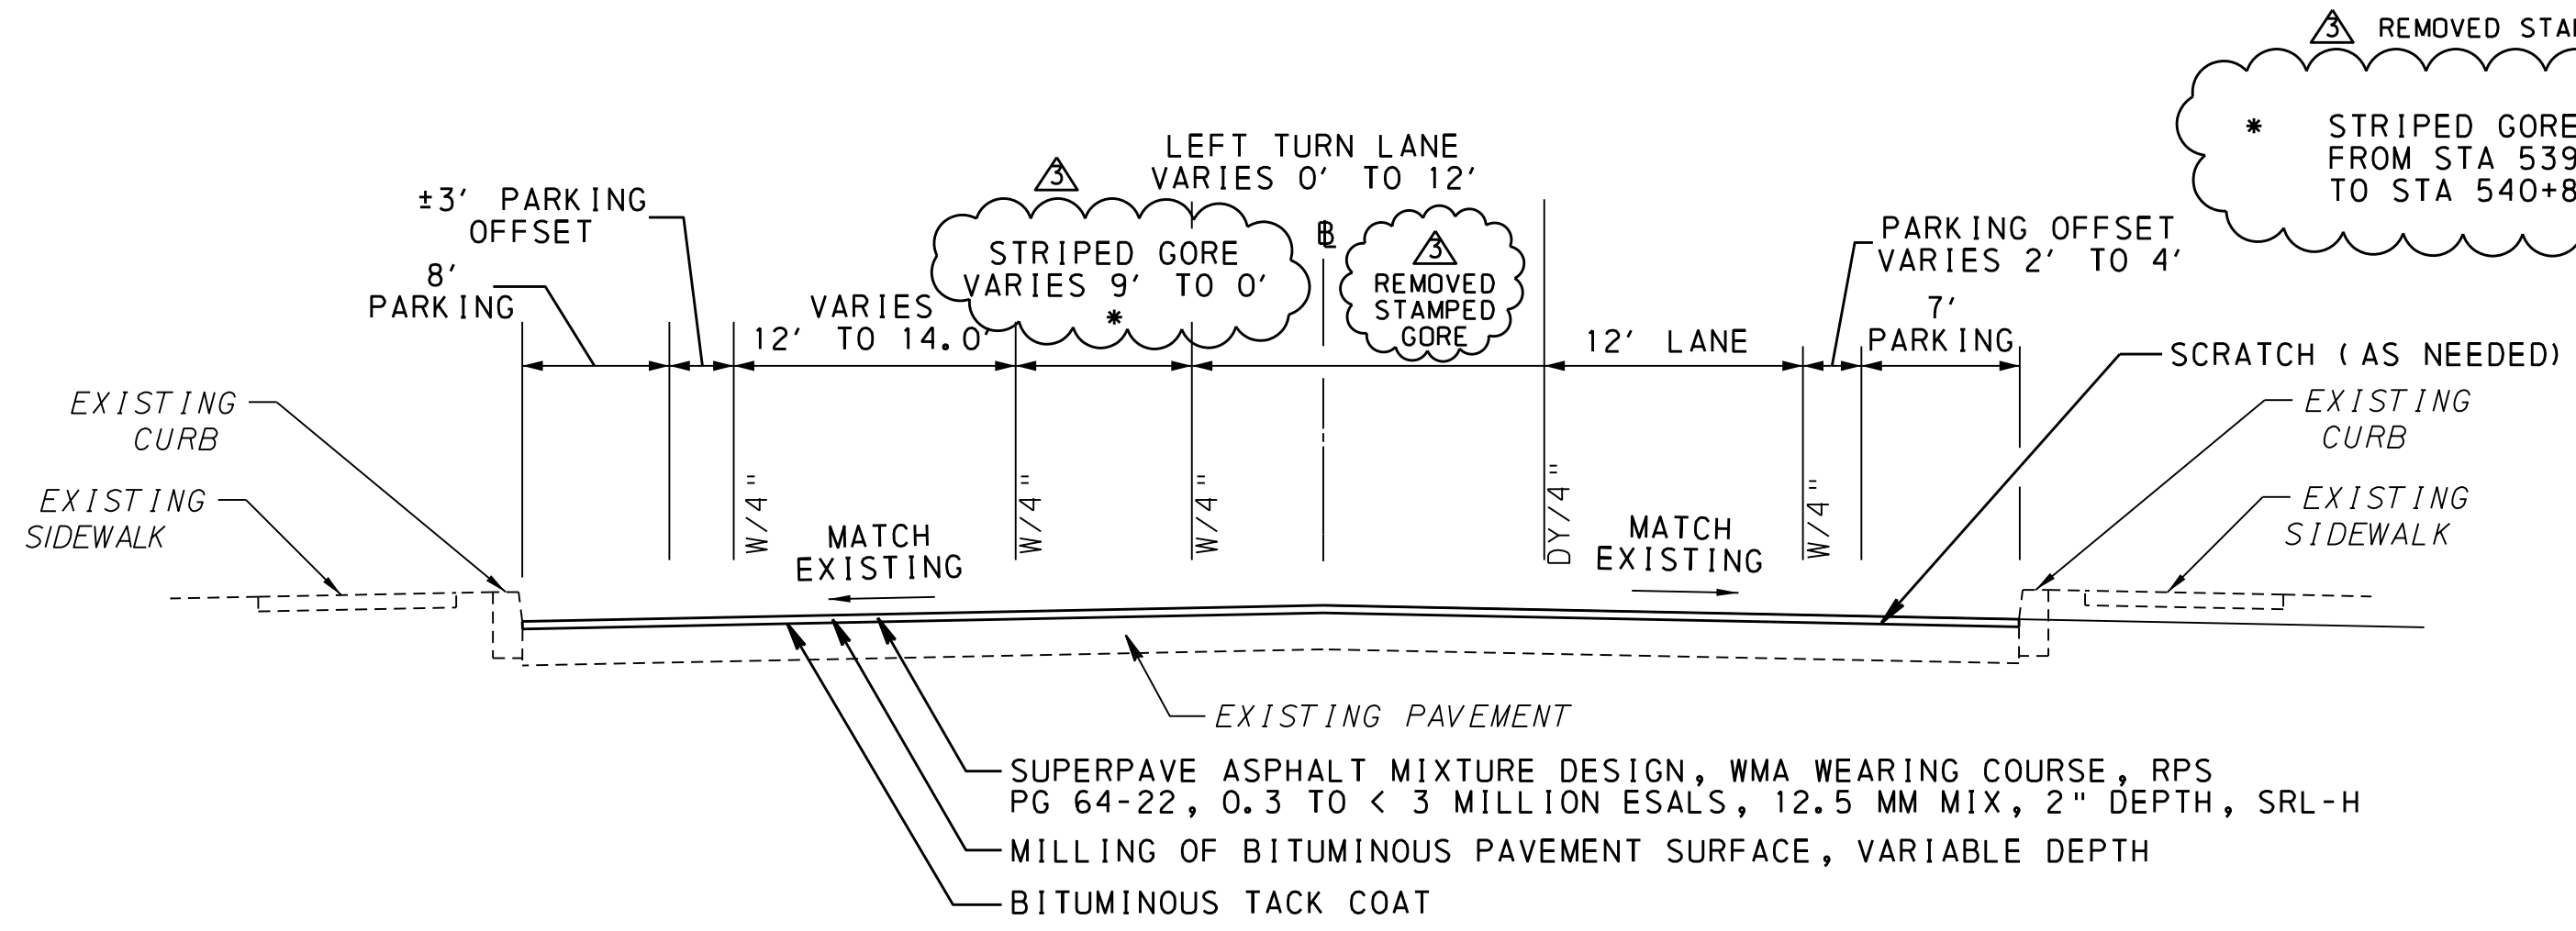 3 REMOVED
* STRIPED GORE
FROM STA 539
TO STA 540+8
LEFT TURN LANE
VARIES 0' TO 12'
3
±3' PARKING
OFFSET
STRIPED GORE
VARIES 9' TO 0'
*
B
3
REMOVED
STAMPED
GORE
PARKING OFFSET
VARIES 2' TO 4'
8'
PARKING
VARIES
12' TO 14.0'
12' LANE
7'
PARKING
SCRATCH (AS NEEDED)
EXISTING
CURB
EXISTING
CURB
EXISTING
SIDEWALK
EXISTING
SIDEWALK
W/4"
W/4"
W/4"
DY/4"
W/4"
MATCH
EXISTING
MATCH
EXISTING
EXISTING PAVEMENT
SUPERPAVE ASPHALT MIXTURE DESIGN, WMA WEARING COURSE, RPS
PG 64-22, 0.3 TO < 3 MILLION ESALS, 12.5 MM MIX, 2" DEPTH, SRL-H
MILLING OF BITUMINOUS PAVEMENT SURFACE, VARIABLE DEPTH
BITUMINOUS TACK COAT